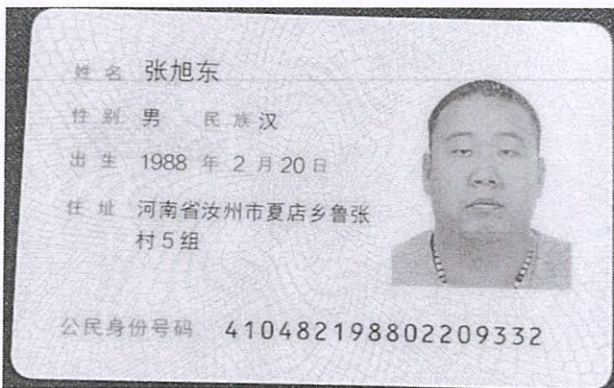 姓名 张旭东
性别 男 民族 汉
出生 1988 年 2 月 20 日
住址 河南省汝州市夏店乡鲁张
村5组
公民身份号码 410482198802209332